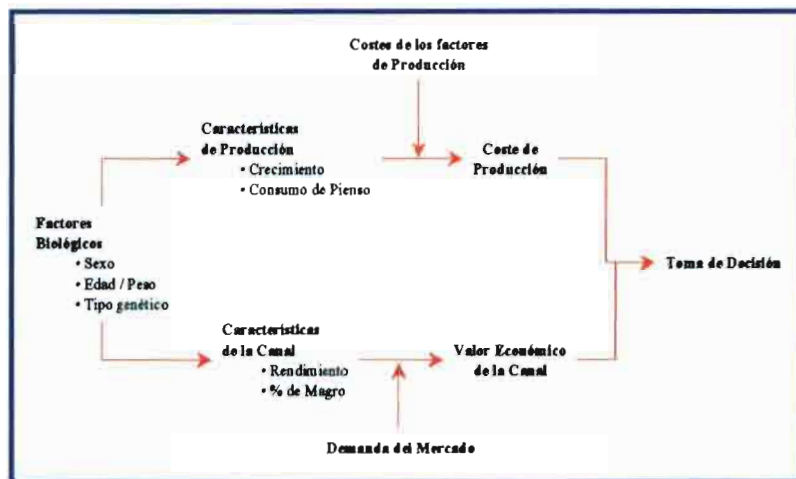 Costes de los factores
de Producción
Características
de Producción
• Crecimiento
• Consumo de Pienso
Coste de
Producción
Factores
Biológicos
• Sexo
• Edad / Peso
• Tipo genético
Toma de Decisión
Características
de la Canal
• Rendimiento
• % de Magro
Valor Económico
de la Canal
Demanda del Mercado